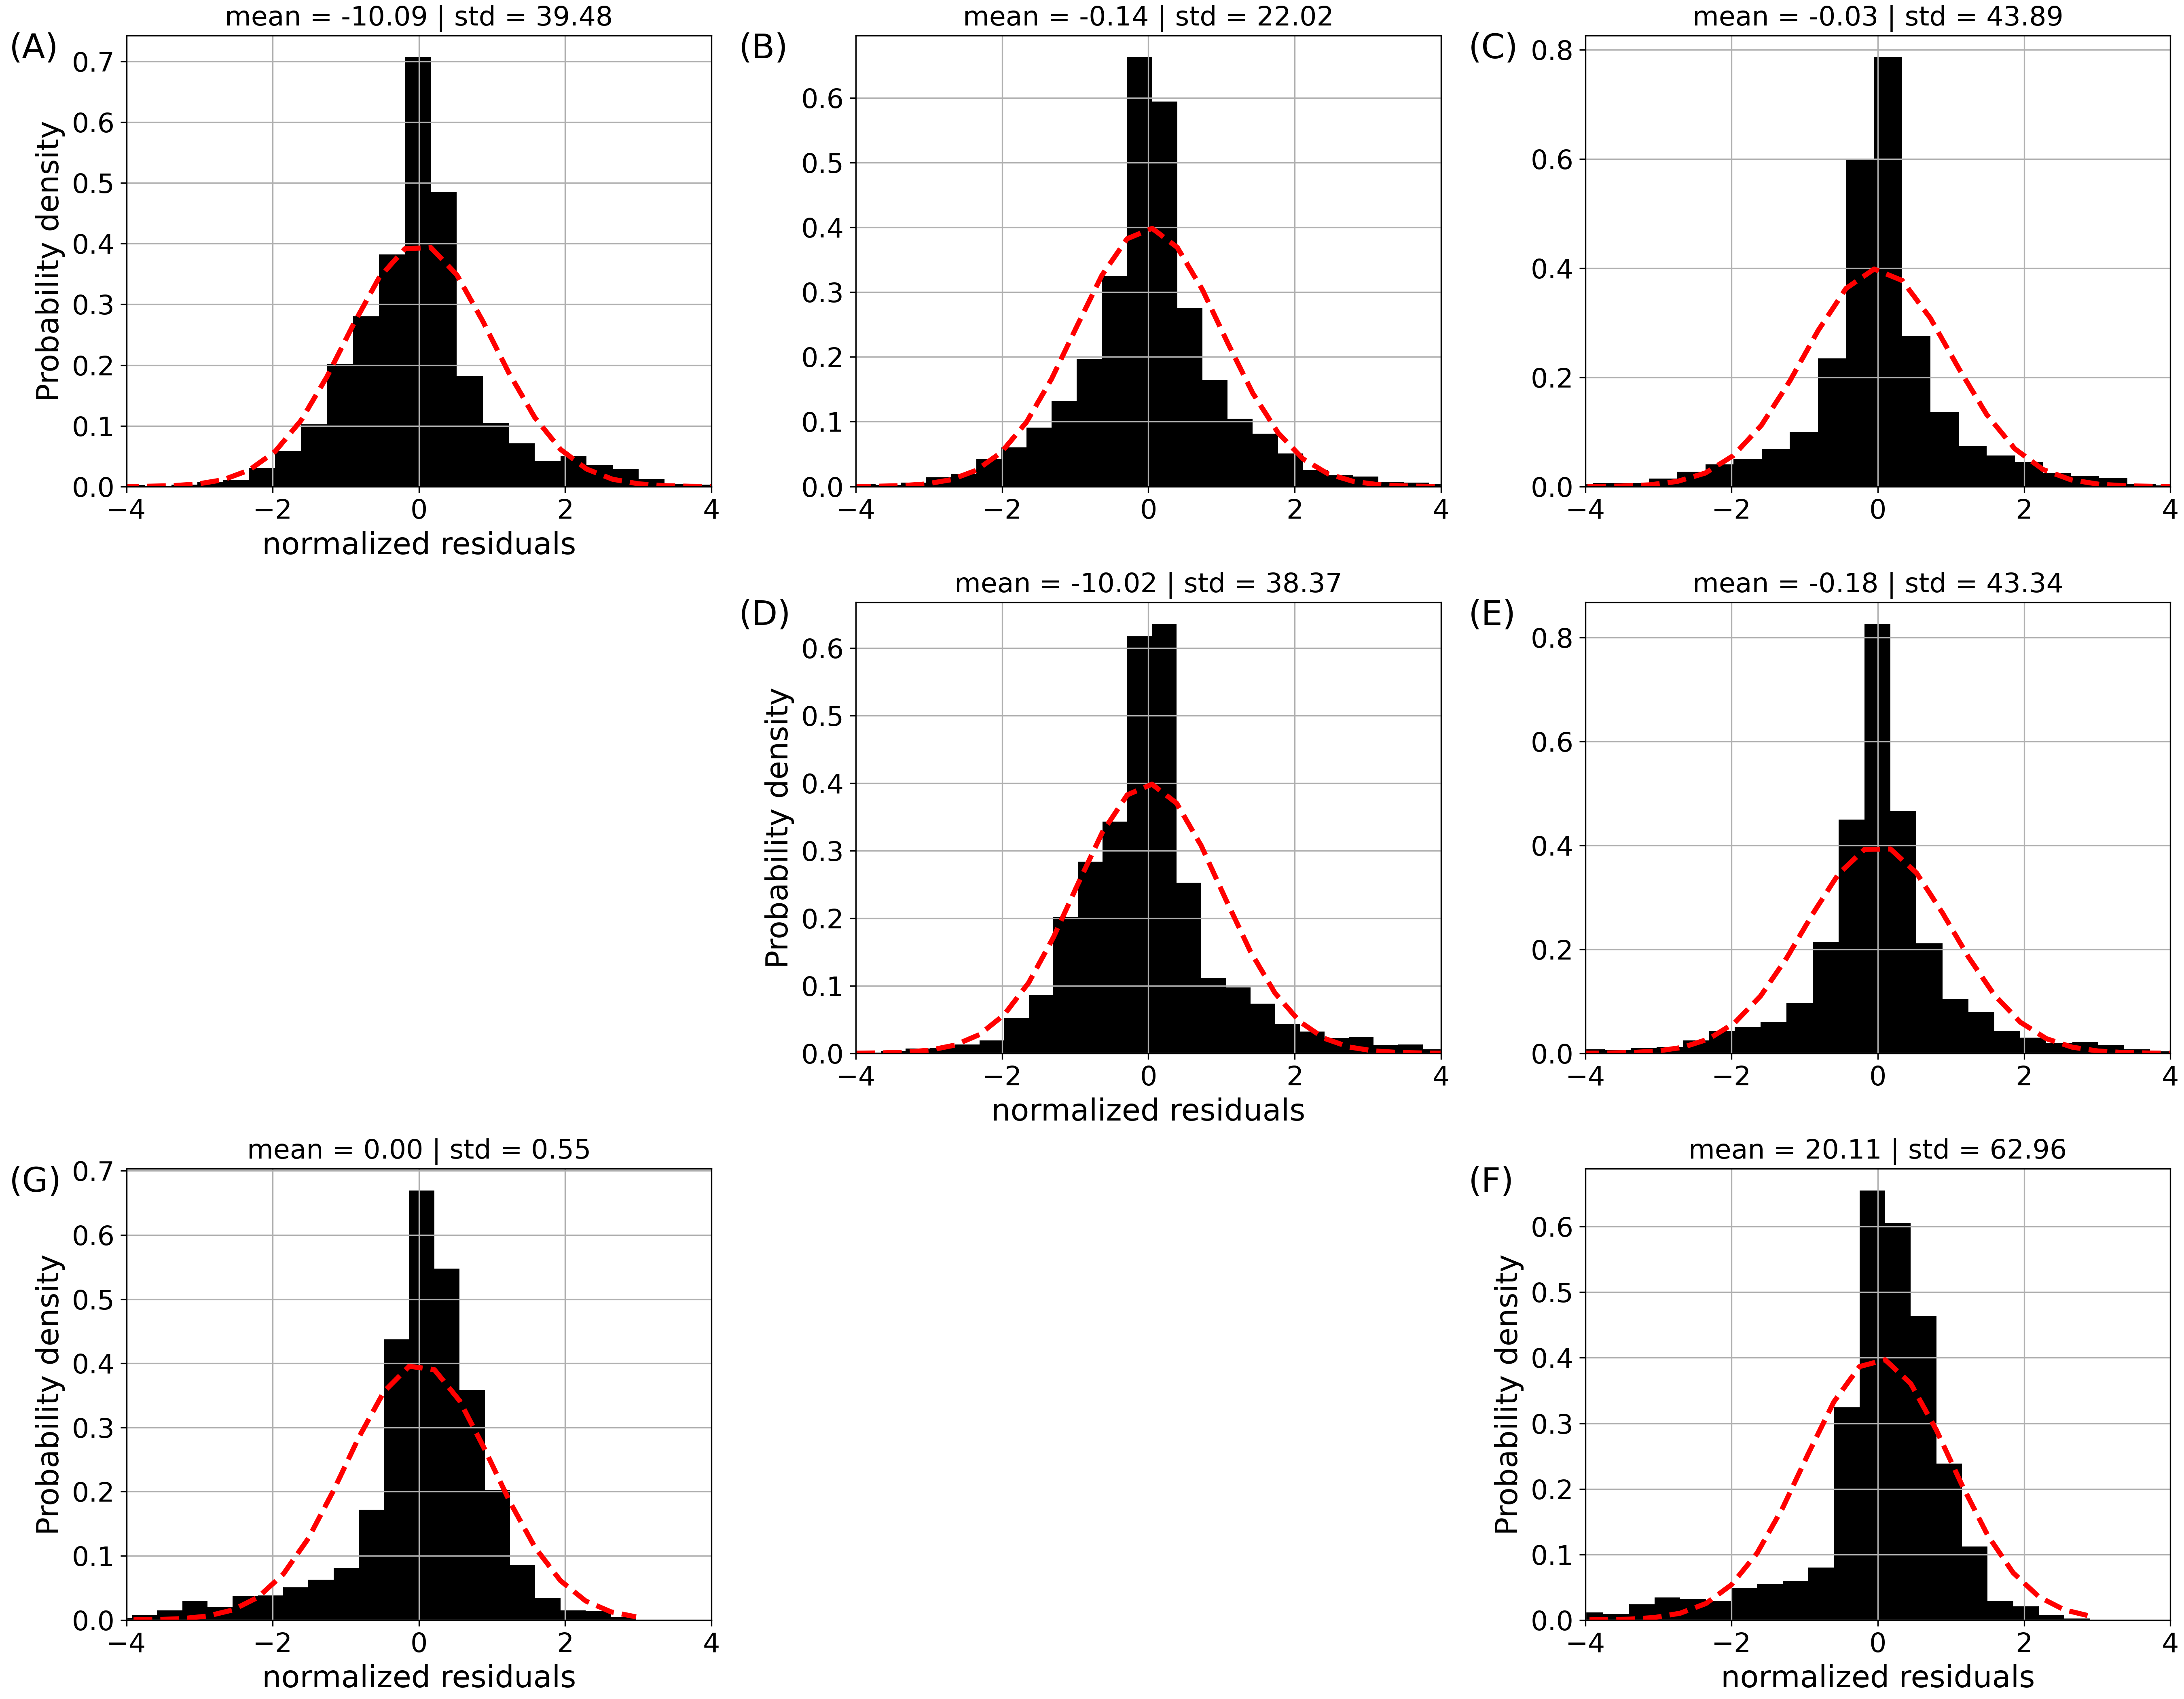 mean = -10.09 | std = 39.48
(A)
Probability density
0.7
0.6
0.5
0.4
0.3
0.2
0.1
0.0
−4 −2 0 2 4
normalized residuals
mean = -0.14 | std = 22.02
(B)
0.6
0.5
0.4
0.3
0.2
0.1
0.0
−4 −2 0 2 4
mean = -0.03 | std = 43.89
(C)
0.8
0.6
0.4
0.2
0.0
−4 −2 0 2 4
mean = -10.02 | std = 38.37
(D)
Probability density
0.6
0.5
0.4
0.3
0.2
0.1
0.0
−4 −2 0 2 4
normalized residuals
mean = -0.18 | std = 43.34
(E)
0.8
0.6
0.4
0.2
0.0
−4 −2 0 2 4
mean = 0.00 | std = 0.55
(G)
Probability density
0.7
0.6
0.5
0.4
0.3
0.2
0.1
0.0
−4 −2 0 2 4
normalized residuals
mean = 20.11 | std = 62.96
(F)
Probability density
0.6
0.5
0.4
0.3
0.2
0.1
0.0
−4 −2 0 2 4
normalized residuals